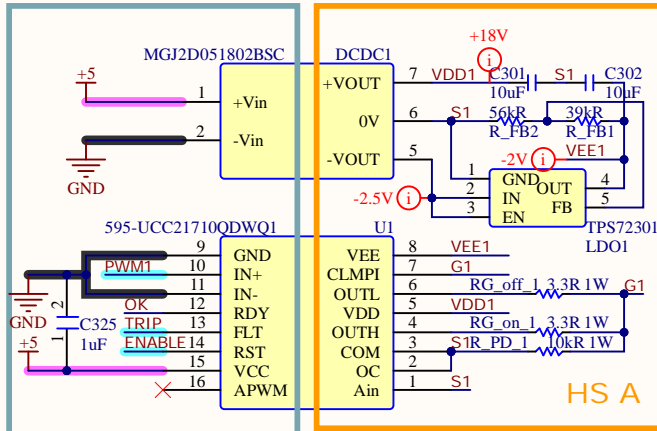 +18V
MGJ2D051802BSC DCDC1
+5 1 +Vin +VOUT 7 VDD1 C301 S1 C302
10uF 10uF
2 -Vin 0V 6 S1 56kR 39kR
R_FB2 R_FB1
-VOUT 5 -2V VEE1
GND 1 GND OUT 4
-2.5V 2 IN
3 EN FB 5
TPS72301
595-UCC21710QDWQ1 U1 LDO1
9 GND VEE 8 VEE1
PWM1 10 IN+ CLMPI 7 G1
11 IN- OUTL 6 RG_off_1 3.3R 1W G1
GND 2 OK 12 RDY VDD 5 VDD1
C325 TRIP 13 FLT OUTH 4 RG_on_1 3.3R 1W
+5 1 1uF ENABLE 14 RST COM 3 S1 R_PD_1 10kR 1W
15 VCC OC 2
16 APWM Ain 1 S1
HS A